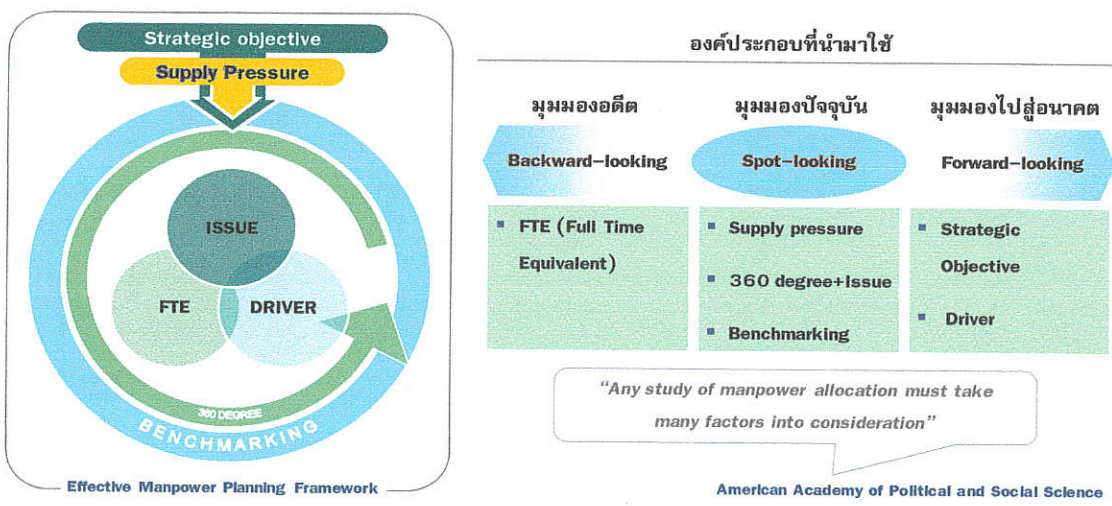 Strategic objective
Supply Pressure
ISSUE
FTE
DRIVER
360 DEGREE
BENCHMARKING
Effective Manpower Planning Framework
องค์ประกอบที่นำมาใช้
มุมมองอดีต
มุมมองปัจจุบัน
มุมมองไปสู่อนาคต
Backward-looking
Spot-looking
Forward-looking
▪ FTE (Full Time
Equivalent)
▪ Supply pressure
▪ 360 degree+Issue
▪ Benchmarking
▪ Strategic
Objective
▪ Driver
“Any study of manpower allocation must take
many factors into consideration”
American Academy of Political and Social Science